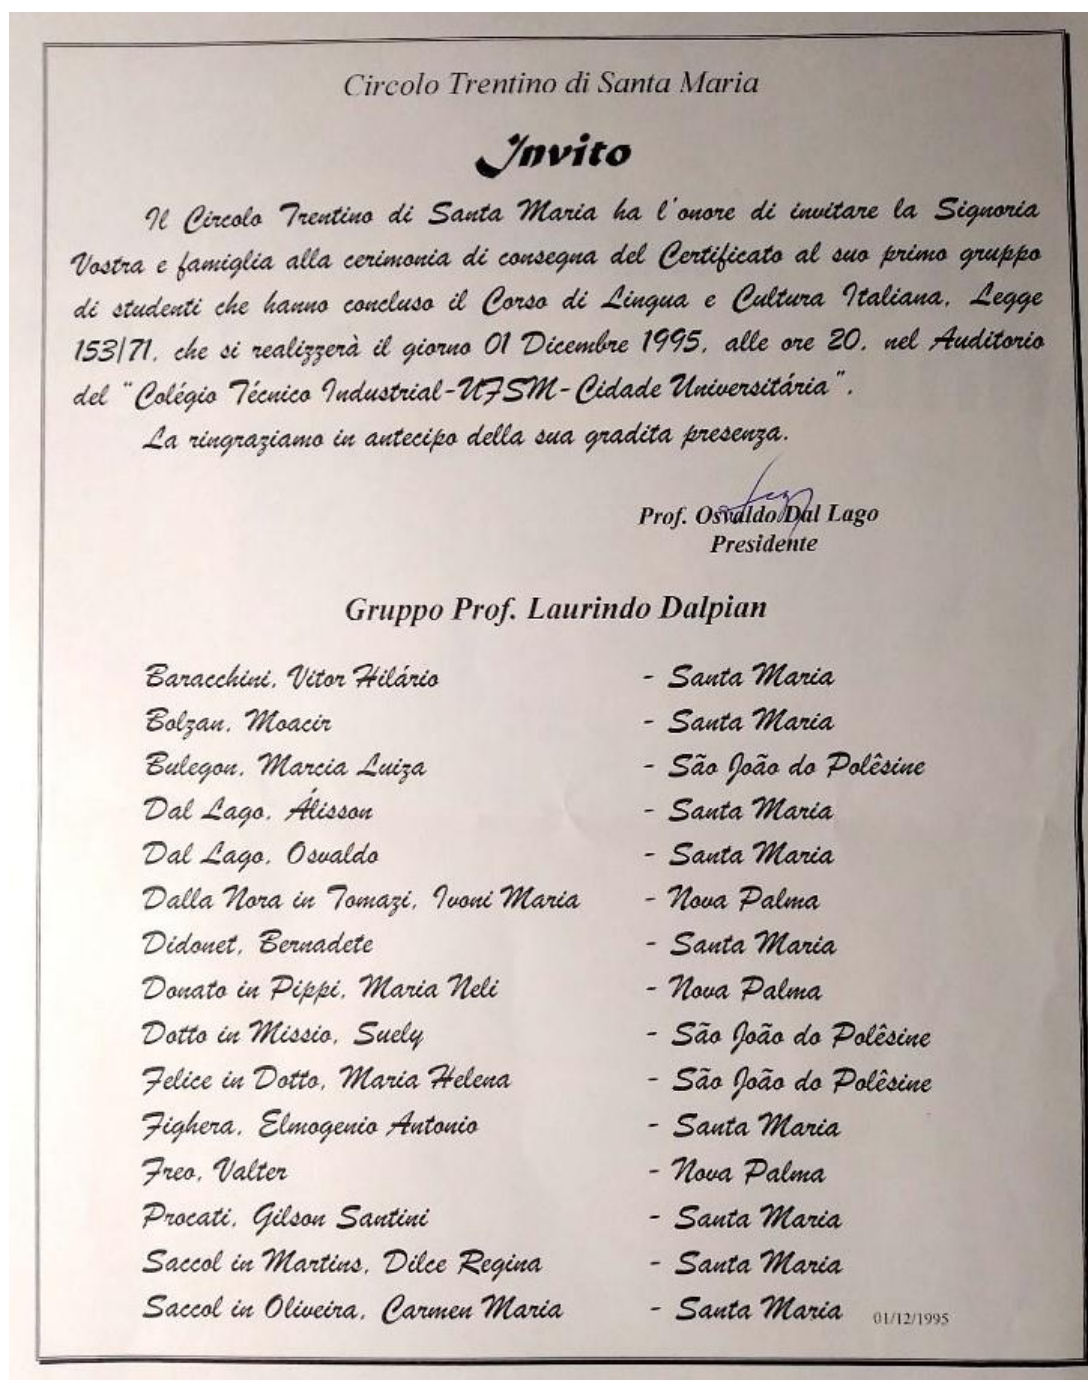 Circolo Trentino di Santa Maria
Invito
Il Circolo Trentino di Santa Maria ha l'onore di invitare la Signoria
Vostra e famiglia alla cerimonia di consegna del Certificato al suo primo gruppo
di studenti che hanno concluso il Corso di Lingua e Cultura Italiana, Legge
153/71, che si realizzerà il giorno 01 Dicembre 1995, alle ore 20, nel Auditorio
del "Colégio Técnico Industrial-UFSM-Cidade Universitária".
La ringraziamo in antecipo della sua gradita presenza.
Prof. Osvaldo Dal Lago
Presidente
Gruppo Prof. Laurindo Dalpian
Baracchini, Vitor Hilário - Santa Maria
Bolzan, Moacir - Santa Maria
Bulegon, Marcia Luiza - São João do Polêsine
Dal Lago, Álisson - Santa Maria
Dal Lago, Osvaldo - Santa Maria
Dalla Nora in Tomazi, Ivoni Maria - Nova Palma
Didonet, Bernadete - Santa Maria
Donato in Pippi, Maria Neli - Nova Palma
Dotto in Missio, Suely - São João do Polêsine
Felice in Dotto, Maria Helena - São João do Polêsine
Fighera, Elmogenio Antonio - Santa Maria
Freo, Valter - Nova Palma
Procati, Gilson Santini - Santa Maria
Saccol in Martins, Dilce Regina - Santa Maria
Saccol in Oliveira, Carmen Maria - Santa Maria 01/12/1995